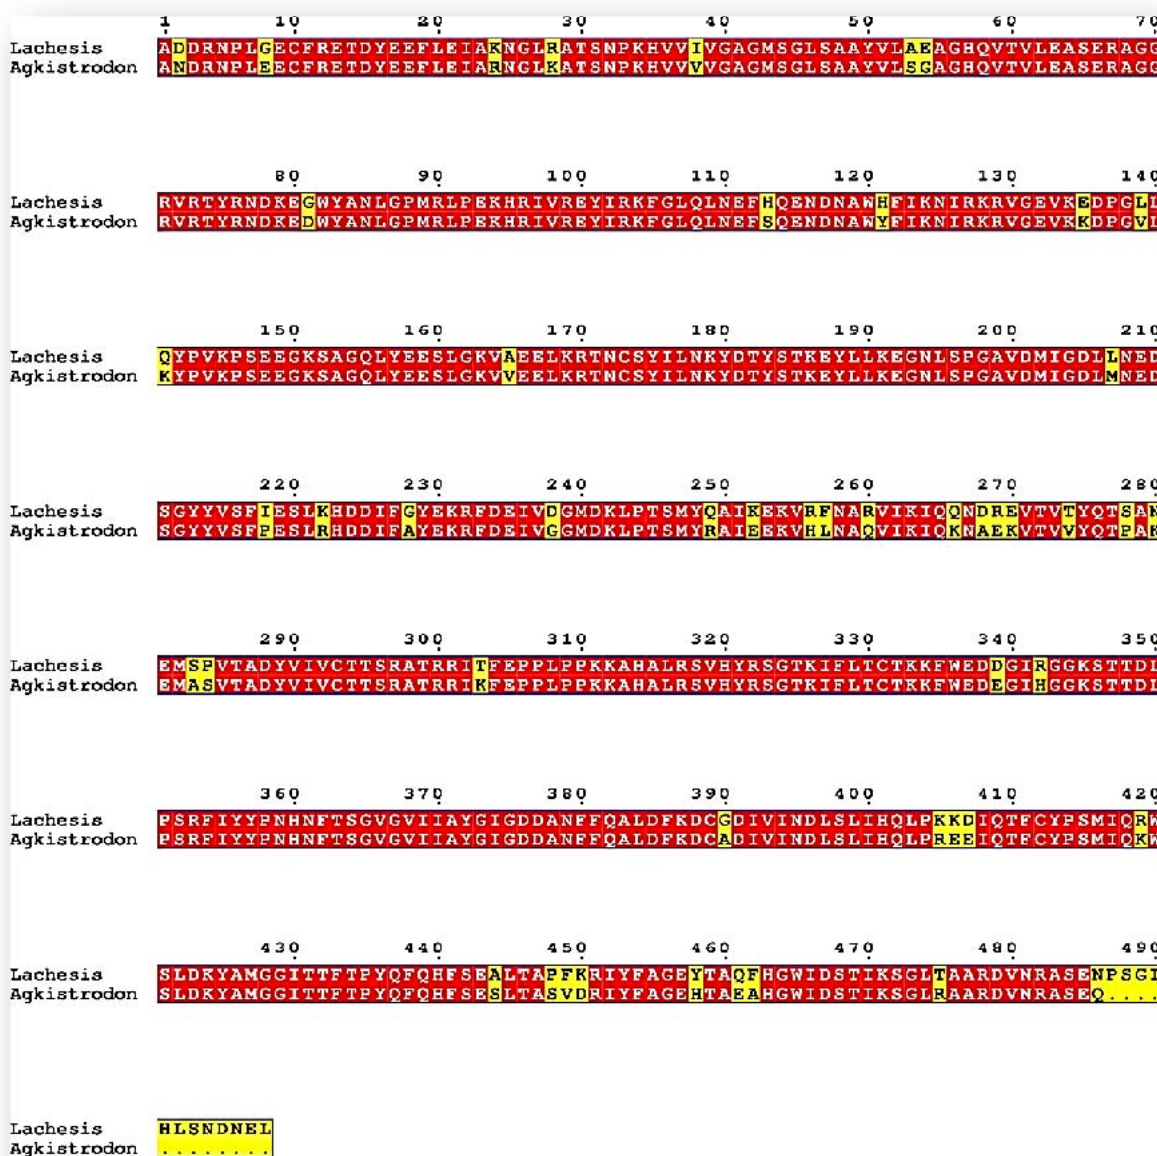 1 10 20 30 40 50 60 70
Lachesis ADDRNPLGECFRETDYEEFLEIAKNGLRATSNPKHVVIVGAGMSGLSAAYVLAEAGHQVTVLEASERAGG
Agkistrodon ANDRNPLEECFRETDYEEFLEIARNGLKATSNPKHVVVVGAGMSGLSAAYVLSGAGHQVTVLEASERAGG
80 90 100 110 120 130 140
Lachesis RVRTYRNDKEGWYANLGPMRLPEKHRIVREYIRKFGLQLNEFHQENDNAWHFIKNIRKRVGEVKEDPGLL
Agkistrodon RVRTYRNDKEDWYANLGPMRLPEKHRIVREYIRKFGLQLNEFSQENDNAWYFIKNIRKRVGEVKKDPGVL
150 160 170 180 190 200 210
Lachesis QYPVKPSEEGKSAGQLYEESLGKVAEELKRTNCSYILNKYDTYSTKEYLLKEGNLSPGAVDMIGDLLNED
Agkistrodon KYPVKPSEEGKSAGQLYEESLGKVVEELKRTNCSYILNKYDTYSTKEYLLKEGNLSPGAVDMIGDLMNED
220 230 240 250 260 270 280
Lachesis SGYYVSFIESLKHDDIFGYEKRFDEIVDGMDKLPTSMYQAIKEKVRFNARVIKIQQNDREVTVTYQTSAN
Agkistrodon SGYYVSFPESLRHDDIFAYEKRFDEIVGGMDKLPTSMYRAIEEKVHLNAQVIKIQKNAEKVTVVYQTPAK
290 300 310 320 330 340 350
Lachesis EMSPVTADYVIVCTTSRATRRITFEPPLPPKKAHALRSVHYRSGTKIFLTCTKKFWEDDGIRGGKSTTDL
Agkistrodon EMASVTADYVIVCTTSRATRRIKFEPPLPPKKAHALRSVHYRSGTKIFLTCTKKFWEDEGIHGGKSTTDL
360 370 380 390 400 410 420
Lachesis PSRFIYYPNHNFTSGVGVIIAYGIGDDANFFQALDFKDCGDIVINDLSLIHQLPKKDIQTFCYPSMIQRW
Agkistrodon PSRFIYYPNHNFTSGVGVIIAYGIGDDANFFQALDFKDCADIVINDLSLIHQLPREEIQTFCYPSMIQKW
430 440 450 460 470 480 490
Lachesis SLDKYAMGGITTFTPYQFQHFSEALTAPFKRIYFAGEYTAQFHGWIDSTIKSGLTAARDVNRASENPSGI
Agkistrodon SLDKYAMGGITTFTPYQFQHFSESLTASVDRIYFAGEHTAEAHGWIDSTIKSGLRAARDVNRASEQ....
Lachesis HLSNDNEL
Agkistrodon ........